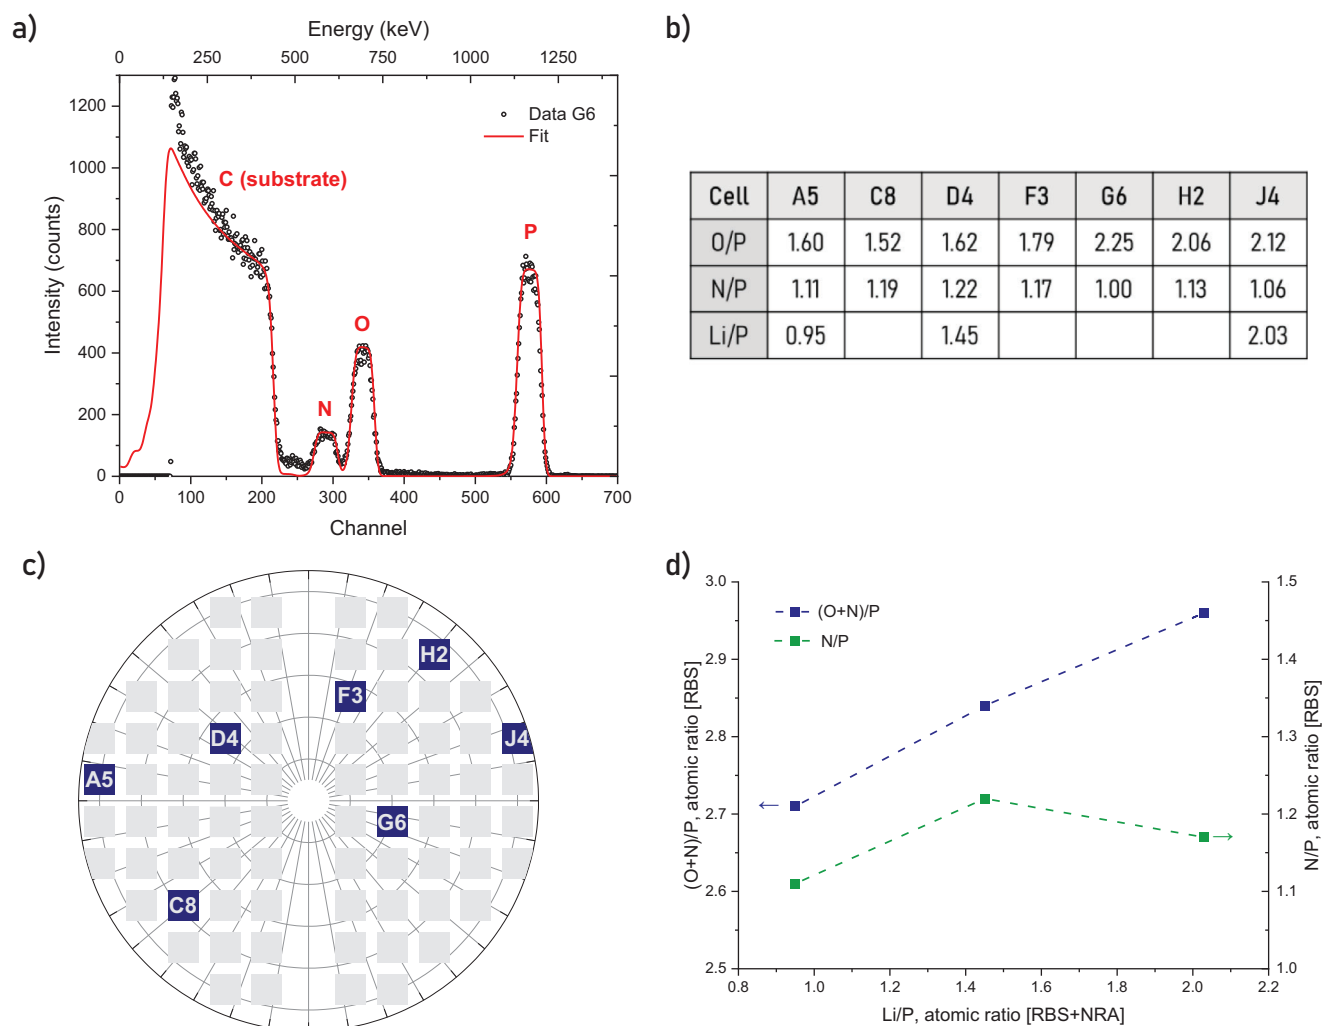 a)
Energy (keV)
0 250 500 750 1000 1250
1200
1000
800
600
400
200
0
Intensity (counts)
Data G6
Fit
C (substrate)
N
O
P
0 100 200 300 400 500 600 700
Channel
b)
Cell A5 C8 D4 F3 G6 H2 J4
O/P 1.60 1.52 1.62 1.79 2.25 2.06 2.12
N/P 1.11 1.19 1.22 1.17 1.00 1.13 1.06
Li/P 0.95 1.45 2.03
c)
H2
F3
D4
J4
A5
G6
C8
d)
3.0
2.9
2.8
2.7
2.6
2.5
(O+N)/P, atomic ratio [RBS]
(O+N)/P
N/P
←
→
1.5
1.4
1.3
1.2
1.1
1.0
N/P, atomic ratio [RBS]
0.8 1.0 1.2 1.4 1.6 1.8 2.0 2.2
Li/P, atomic ratio [RBS+NRA]